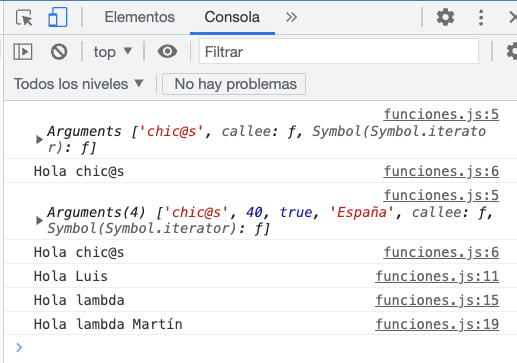 Elementos Consola »
top ▼ Filtrar
Todos los niveles ▼ No hay problemas
funciones.js:5
▶ Arguments ['chic@s', callee: ƒ, Symbol(Symbol.iterato
r): ƒ]
Hola chic@s funciones.js:6
funciones.js:5
▶ Arguments(4) ['chic@s', 40, true, 'España', callee: ƒ,
Symbol(Symbol.iterator): ƒ]
Hola chic@s funciones.js:6
Hola Luis funciones.js:11
Hola lambda funciones.js:15
Hola lambda Martín funciones.js:19
>